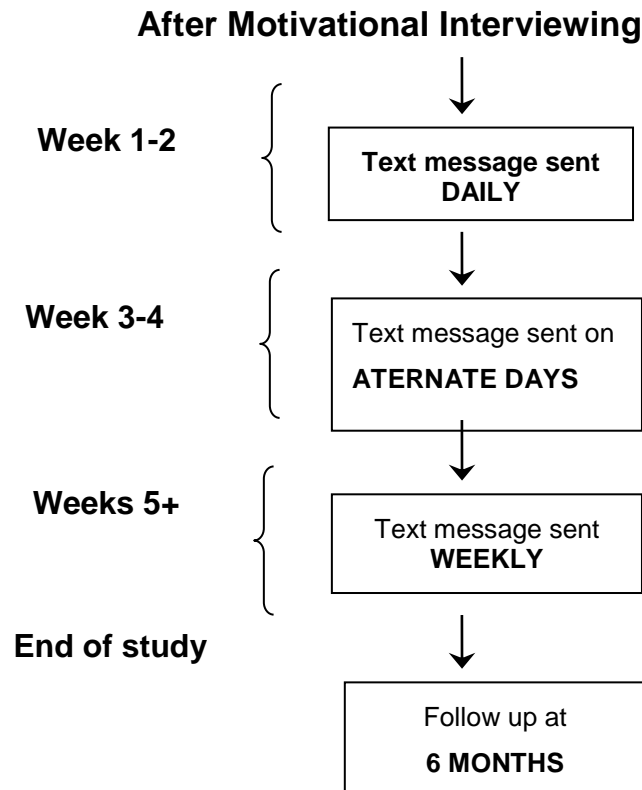 After Motivational Interviewing
Week 1-2
Text message sent
DAILY
Week 3-4
Text message sent on
ATERNATE DAYS
Weeks 5+
Text message sent
WEEKLY
End of study
Follow up at
6 MONTHS